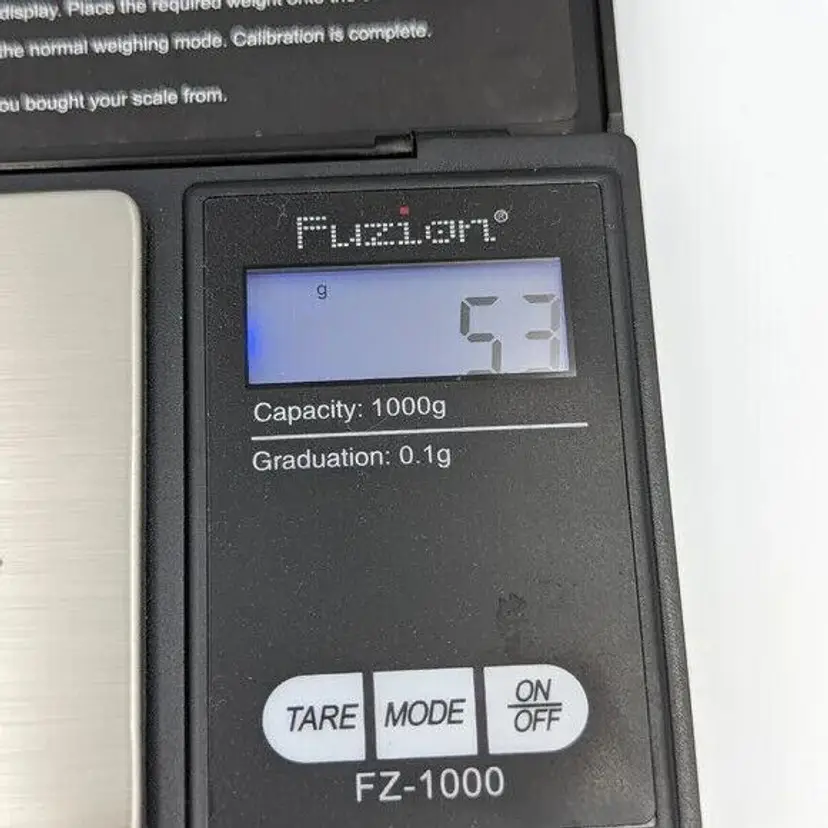 display. Place the required weight onto the
the normal weighing mode. Calibration is complete.
ou bought your scale from.
Fuzion®
g
53
Capacity: 1000g
Graduation: 0.1g
TARE
MODE
ON
OFF
FZ-1000